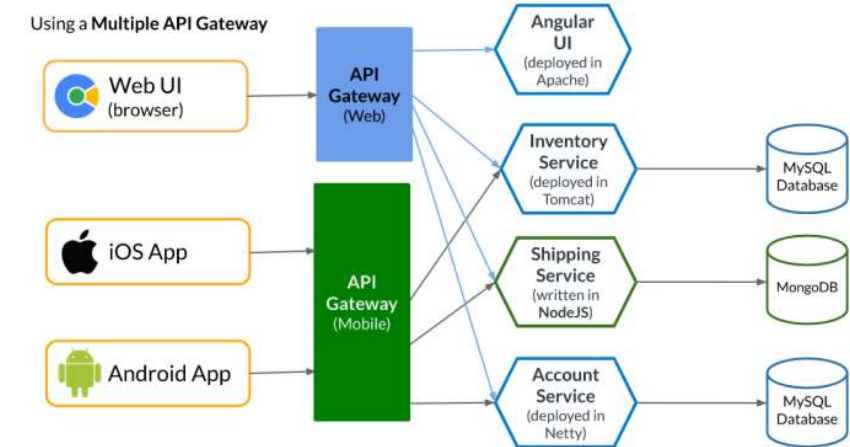 Using a Multiple API Gateway
Web UI
(browser)
iOS App
Android App
API
Gateway
(Web)
API
Gateway
(Mobile)
Angular
UI
(deployed in
Apache)
Inventory
Service
(deployed in
Tomcat)
Shipping
Service
(written in
NodeJS)
Account
Service
(deployed in
Netty)
MySQL
Database
MongoDB
MySQL
Database